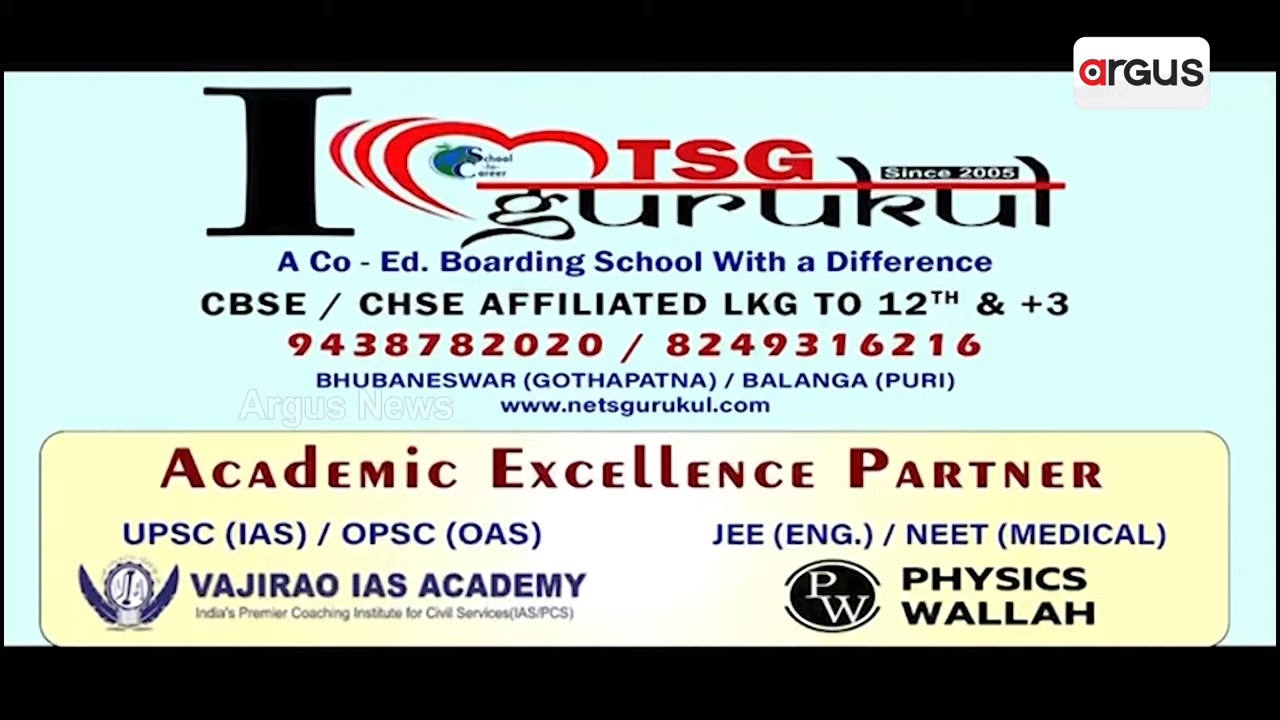 argus
I TSG gurukul
Since 2005
School
to
Career
A Co - Ed. Boarding School With a Difference
CBSE / CHSE AFFILIATED LKG TO 12TH & +3
9438782020 / 8249316216
BHUBANESWAR (GOTHAPATNA) / BALANGA (PURI)
Argus News
www.netsgurukul.com
Academic Excellence Partner
UPSC (IAS) / OPSC (OAS)
VAJIRAO IAS ACADEMY
India's Premier Coaching Institute for Civil Services(IAS/PCS)
JEE (ENG.) / NEET (MEDICAL)
PW
PHYSICS
WALLAH